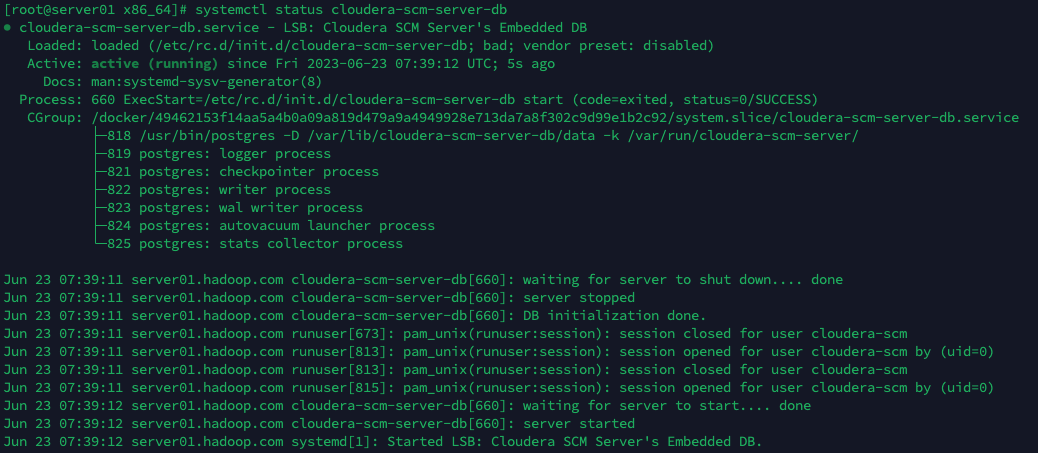 [root@server01 x86_64]# systemctl status cloudera-scm-server-db
● cloudera-scm-server-db.service - LSB: Cloudera SCM Server's Embedded DB
   Loaded: loaded (/etc/rc.d/init.d/cloudera-scm-server-db; bad; vendor preset: disabled)
   Active: active (running) since Fri 2023-06-23 07:39:12 UTC; 5s ago
     Docs: man:systemd-sysv-generator(8)
  Process: 660 ExecStart=/etc/rc.d/init.d/cloudera-scm-server-db start (code=exited, status=0/SUCCESS)
   CGroup: /docker/49462153f14aa5a4b0a09a819d479a9a4949928e713da7a8f302c9d99e1b2c92/system.slice/cloudera-scm-server-db.service
           ├─818 /usr/bin/postgres -D /var/lib/cloudera-scm-server-db/data -k /var/run/cloudera-scm-server/
           ├─819 postgres: logger process
           ├─821 postgres: checkpointer process
           ├─822 postgres: writer process
           ├─823 postgres: wal writer process
           ├─824 postgres: autovacuum launcher process
           └─825 postgres: stats collector process

Jun 23 07:39:11 server01.hadoop.com cloudera-scm-server-db[660]: waiting for server to shut down.... done
Jun 23 07:39:11 server01.hadoop.com cloudera-scm-server-db[660]: server stopped
Jun 23 07:39:11 server01.hadoop.com cloudera-scm-server-db[660]: DB initialization done.
Jun 23 07:39:11 server01.hadoop.com runuser[673]: pam_unix(runuser:session): session closed for user cloudera-scm
Jun 23 07:39:11 server01.hadoop.com runuser[813]: pam_unix(runuser:session): session opened for user cloudera-scm by (uid=0)
Jun 23 07:39:11 server01.hadoop.com runuser[813]: pam_unix(runuser:session): session closed for user cloudera-scm
Jun 23 07:39:11 server01.hadoop.com runuser[815]: pam_unix(runuser:session): session opened for user cloudera-scm by (uid=0)
Jun 23 07:39:12 server01.hadoop.com cloudera-scm-server-db[660]: waiting for server to start.... done
Jun 23 07:39:12 server01.hadoop.com cloudera-scm-server-db[660]: server started
Jun 23 07:39:12 server01.hadoop.com systemd[1]: Started LSB: Cloudera SCM Server's Embedded DB.